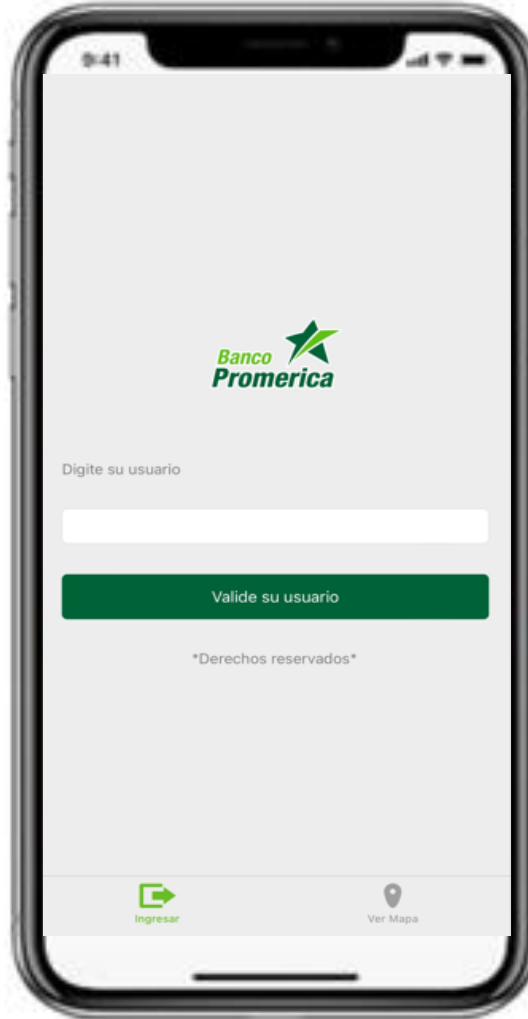 9:41
Banco
Promerica
Digite su usuario
Valide su usuario
*Derechos reservados*
Ingresar
Ver Mapa